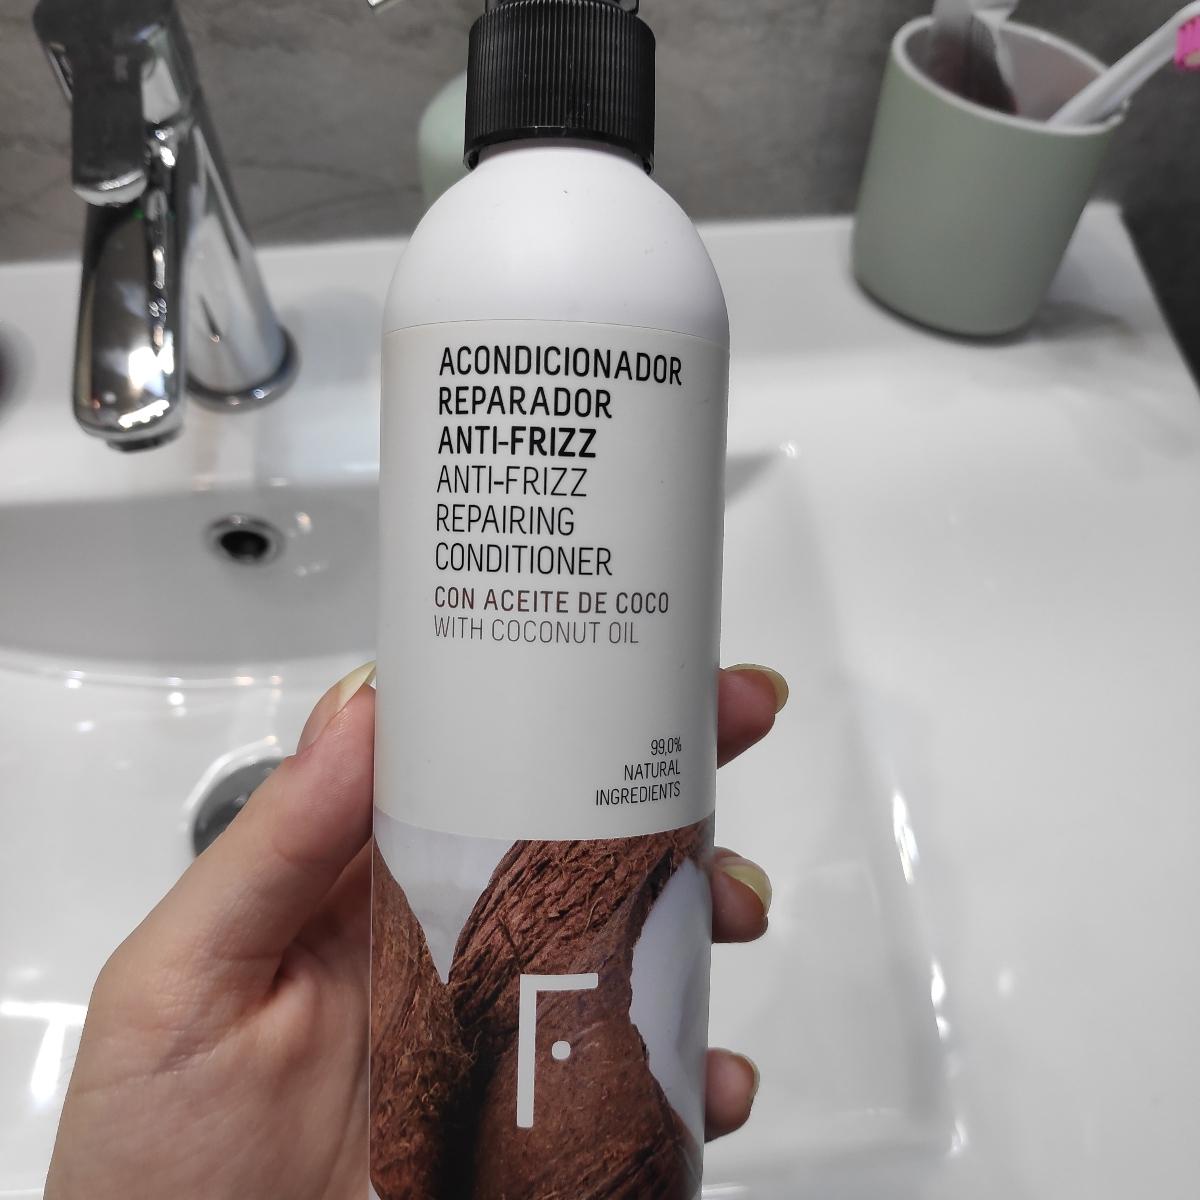 ACONDICIONADOR
REPARADOR
ANTI-FRIZZ
ANTI-FRIZZ
REPAIRING
CONDITIONER
CON ACEITE DE COCO
WITH COCONUT OIL
99,0%
NATURAL
INGREDIENTS
F